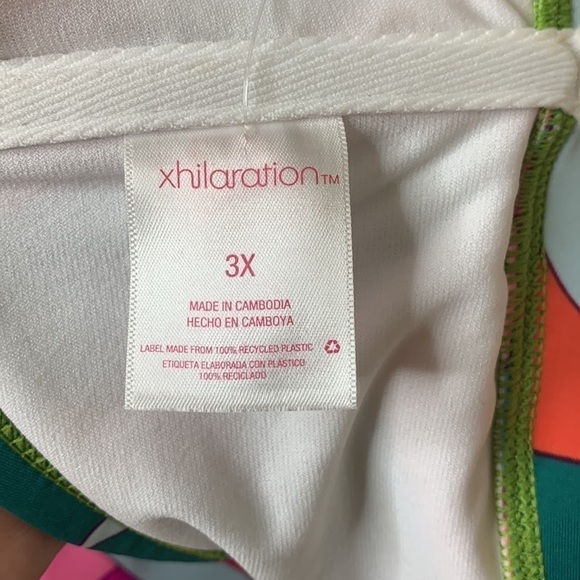 xhilaration™
3X
MADE IN CAMBODIA
HECHO EN CAMBOYA
LABEL MADE FROM 100% RECYCLED PLASTIC
ETIQUETA ELABORADA CON PLÁSTICO
100% RECICLADO